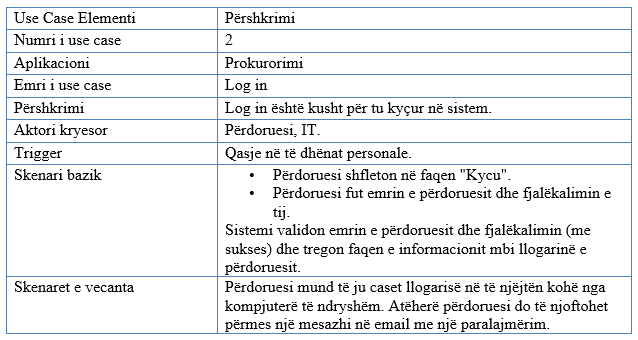 Use Case Elementi Përshkrimi
Numri i use case 2
Aplikacioni Prokurorimi
Emri i use case Log in
Përshkrimi Log in është kusht për tu kyçur në sistem.
Aktori kryesor Përdoruesi, IT.
Trigger Qasje në të dhënat personale.
Skenari bazik • Përdoruesi shfleton në faqen "Kycu".
• Përdoruesi fut emrin e përdoruesit dhe fjalëkalimin e
tij.
Sistemi validon emrin e përdoruesit dhe fjalëkalimin (me
sukses) dhe tregon faqen e informacionit mbi llogarinë e
përdoruesit.
Skenaret e vecanta Përdoruesi mund të ju caset llogarisë në të njëjtën kohë nga
kompjuterë të ndryshëm. Atëherë përdoruesi do të njoftohet
përmes një mesazhi në email me një paralajmërim.